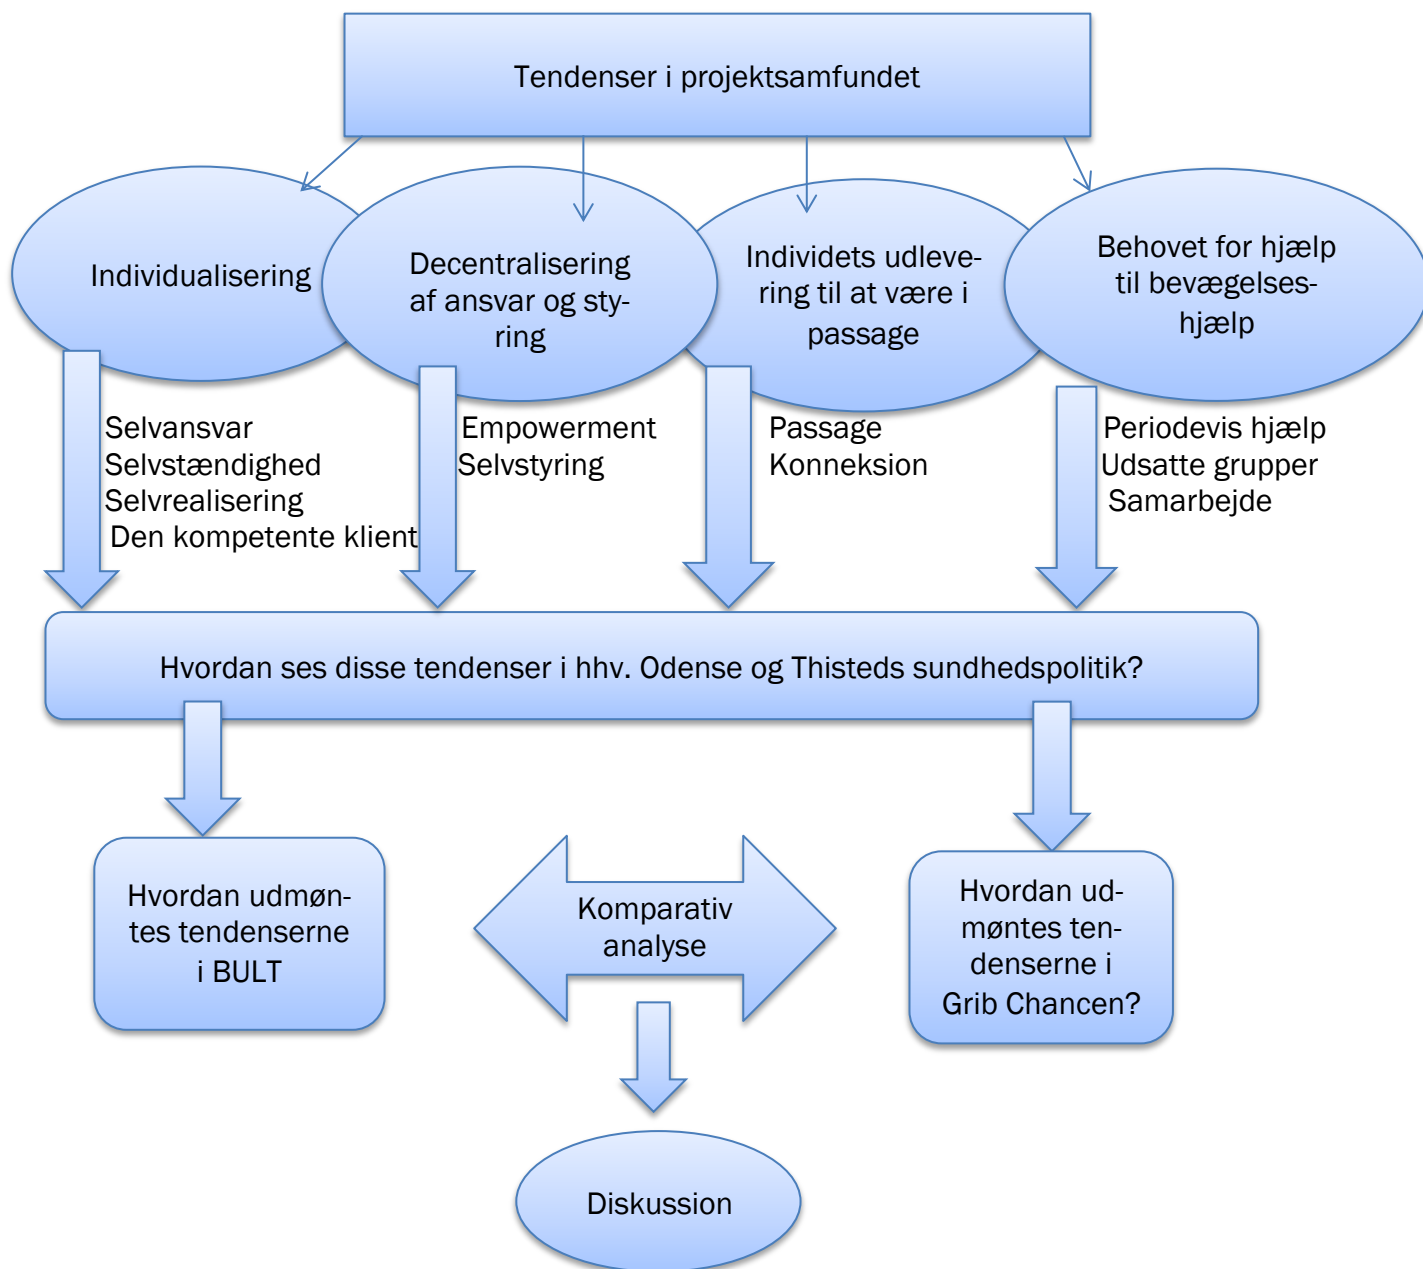 Tendenser i projektsamfundet
Individualisering
Decentralisering
af ansvar og sty-
ring
Individets udleve-
ring til at være i
passage
Behovet for hjælp
til bevægelses-
hjælp
Selvansvar
Selvstændighed
Selvrealisering
Den kompetente klient
Empowerment
Selvstyring
Passage
Konneksion
Periodevis hjælp
Udsatte grupper
Samarbejde
Hvordan ses disse tendenser i hhv. Odense og Thisteds sundhedspolitik?
Hvordan udmøn-
tes tendenserne
i BULT
Komparativ
analyse
Hvordan ud-
møntes ten-
denserne i
Grib Chancen?
Diskussion